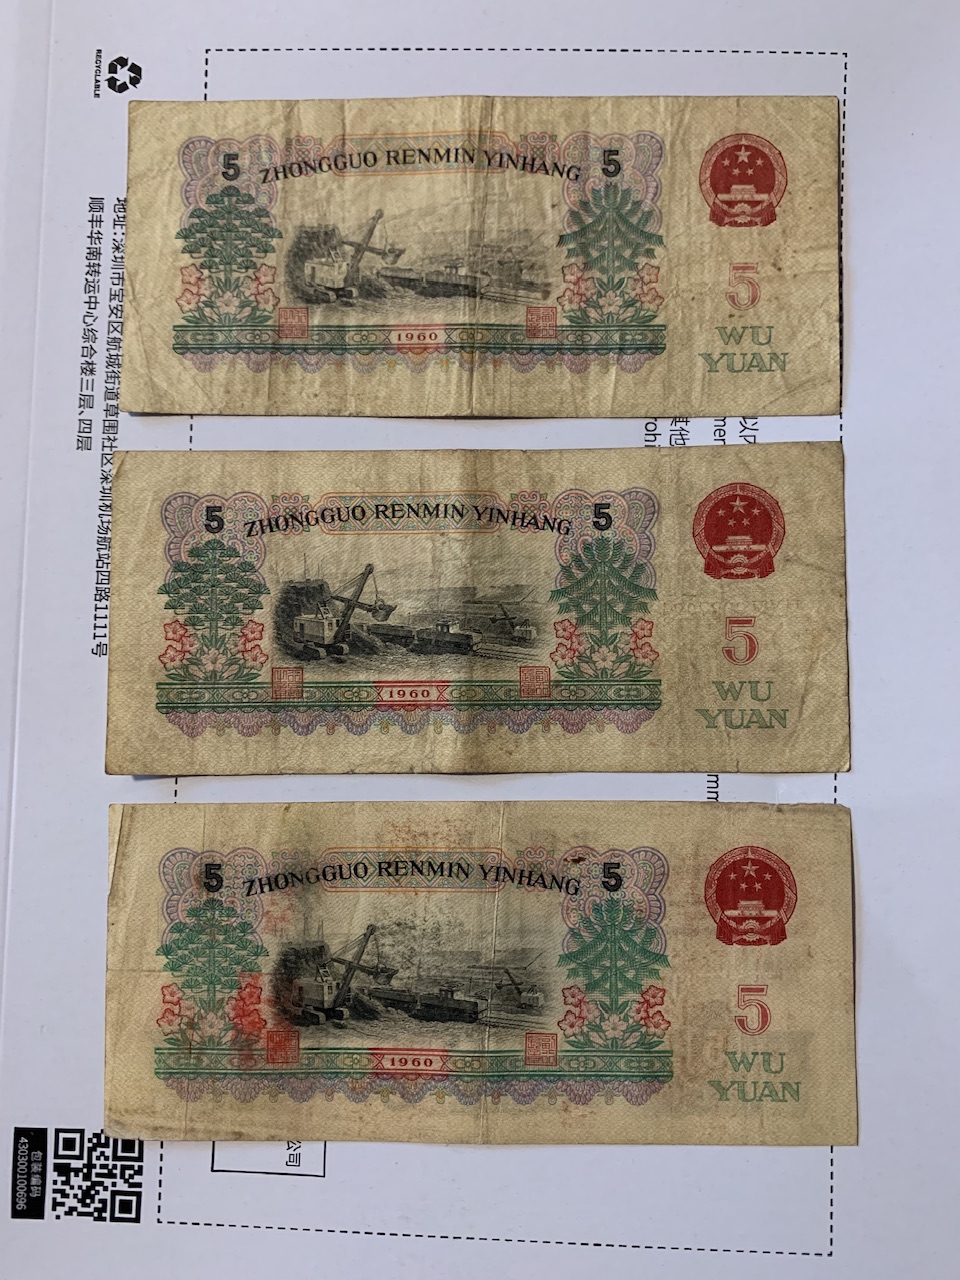 RECYCLABLE
地址：深圳市宝安区航城街道草围社区深圳机场航站四路1111号
顺丰华南转运中心综合楼三层、四层
5 ZHONGGUO RENMIN YINHANG 5
1960
5
WU
YUAN
其他
5 ZHONGGUO RENMIN YINHANG 5
1960
5
WU
YUAN
5 ZHONGGUO RENMIN YINHANG 5
1960
5
WU
YUAN
公司
包装编码
430300100696